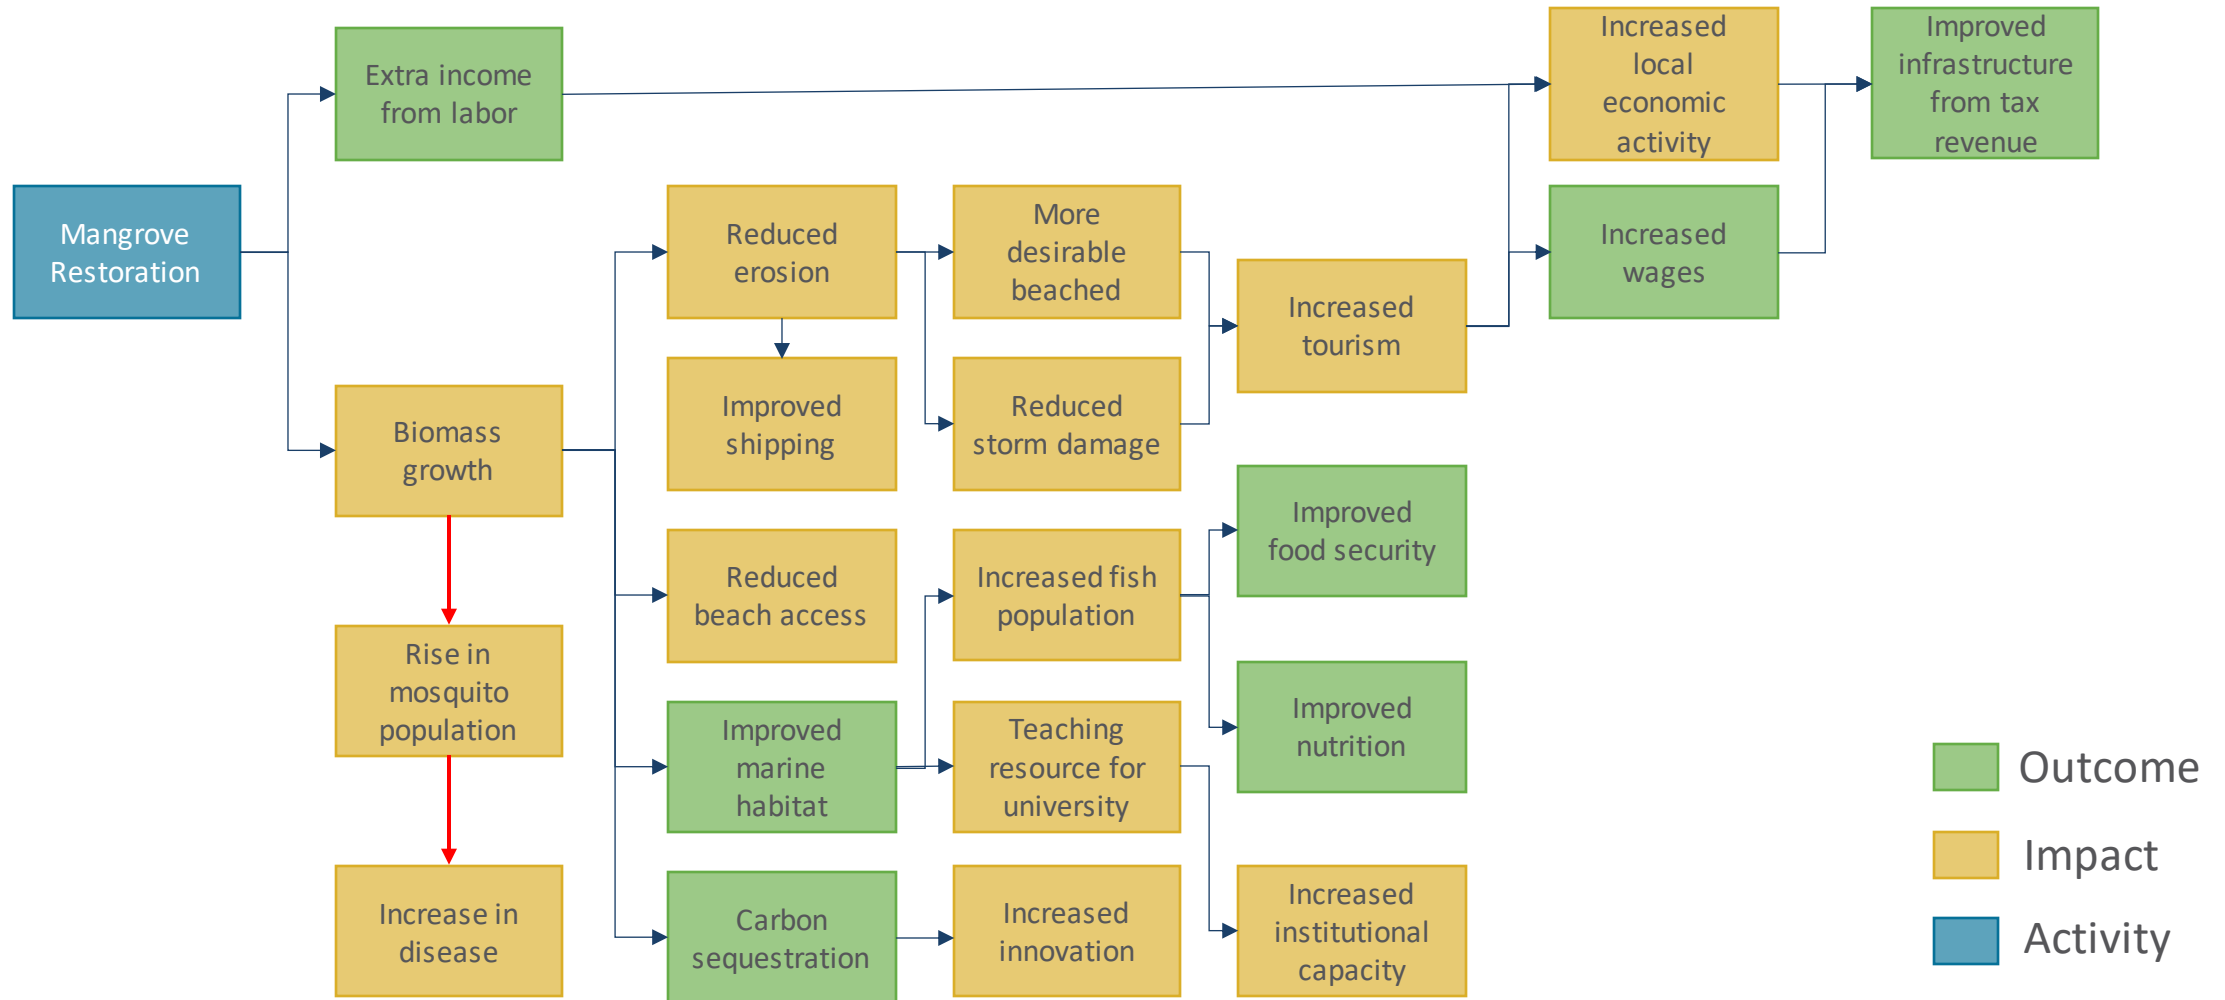 Extra income
from labor
Increased
local
economic
activity
Improved
infrastructure
from tax
revenue
Mangrove
Restoration
Reduced
erosion
More
desirable
beached
Increased
tourism
Increased
wages
Biomass
growth
Improved
shipping
Reduced
storm damage
Reduced
beach access
Increased fish
population
Improved
food security
Rise in
mosquito
population
Improved
marine
habitat
Teaching
resource for
university
Improved
nutrition
Increase in
disease
Carbon
sequestration
Increased
innovation
Increased
institutional
capacity
Outcome
Impact
Activity